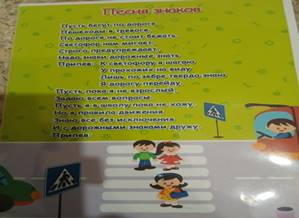 Песня знаков
Пусть бегут по дороге
Пешеходы в тревоге
По дороге не стоит бежать
Светофор нам мигает,
Строго предупреждает,
Надо знаки дорожные знать
Припев: К светофору я шагаю,
У прохожих на виду
Лишь по зебре, твердо знаю,
Я дорогу перейду
Пусть пока я не взрослый,
Задаю всем вопросы
Пусть я в школу пока не хожу
Но я правила движения
Знаю все без исключения
И с дорожными знаками дружу
Припев: